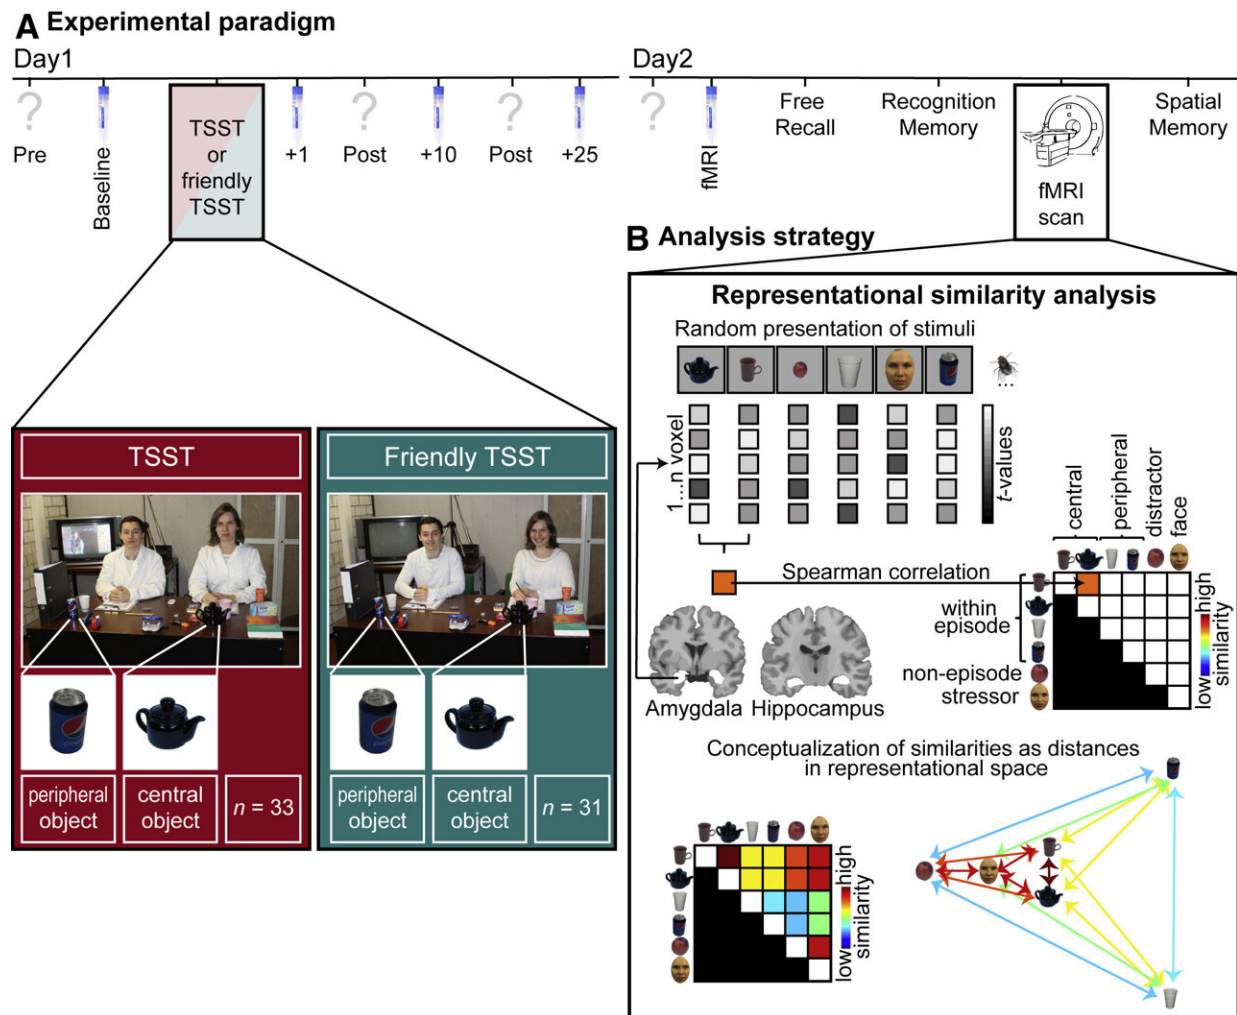 A Experimental paradigm
Day1
?
Pre
Baseline
TSST
or
friendly
TSST
+1
?
Post
+10
?
Post
+25
Day2
?
fMRI
Free
Recall
Recognition
Memory
fMRI
scan
Spatial
Memory
TSST
peripheral
object
central
object
n = 33
Friendly TSST
peripheral
object
central
object
n = 31
B Analysis strategy
Representational similarity analysis
Random presentation of stimuli
...
1...n voxel
t-values
Spearman correlation
Amygdala
Hippocampus
central
peripheral
distractor
face
within
episode
non-episode
stressor
low
high
similarity
Conceptualization of similarities as distances
in representational space
low
high
similarity